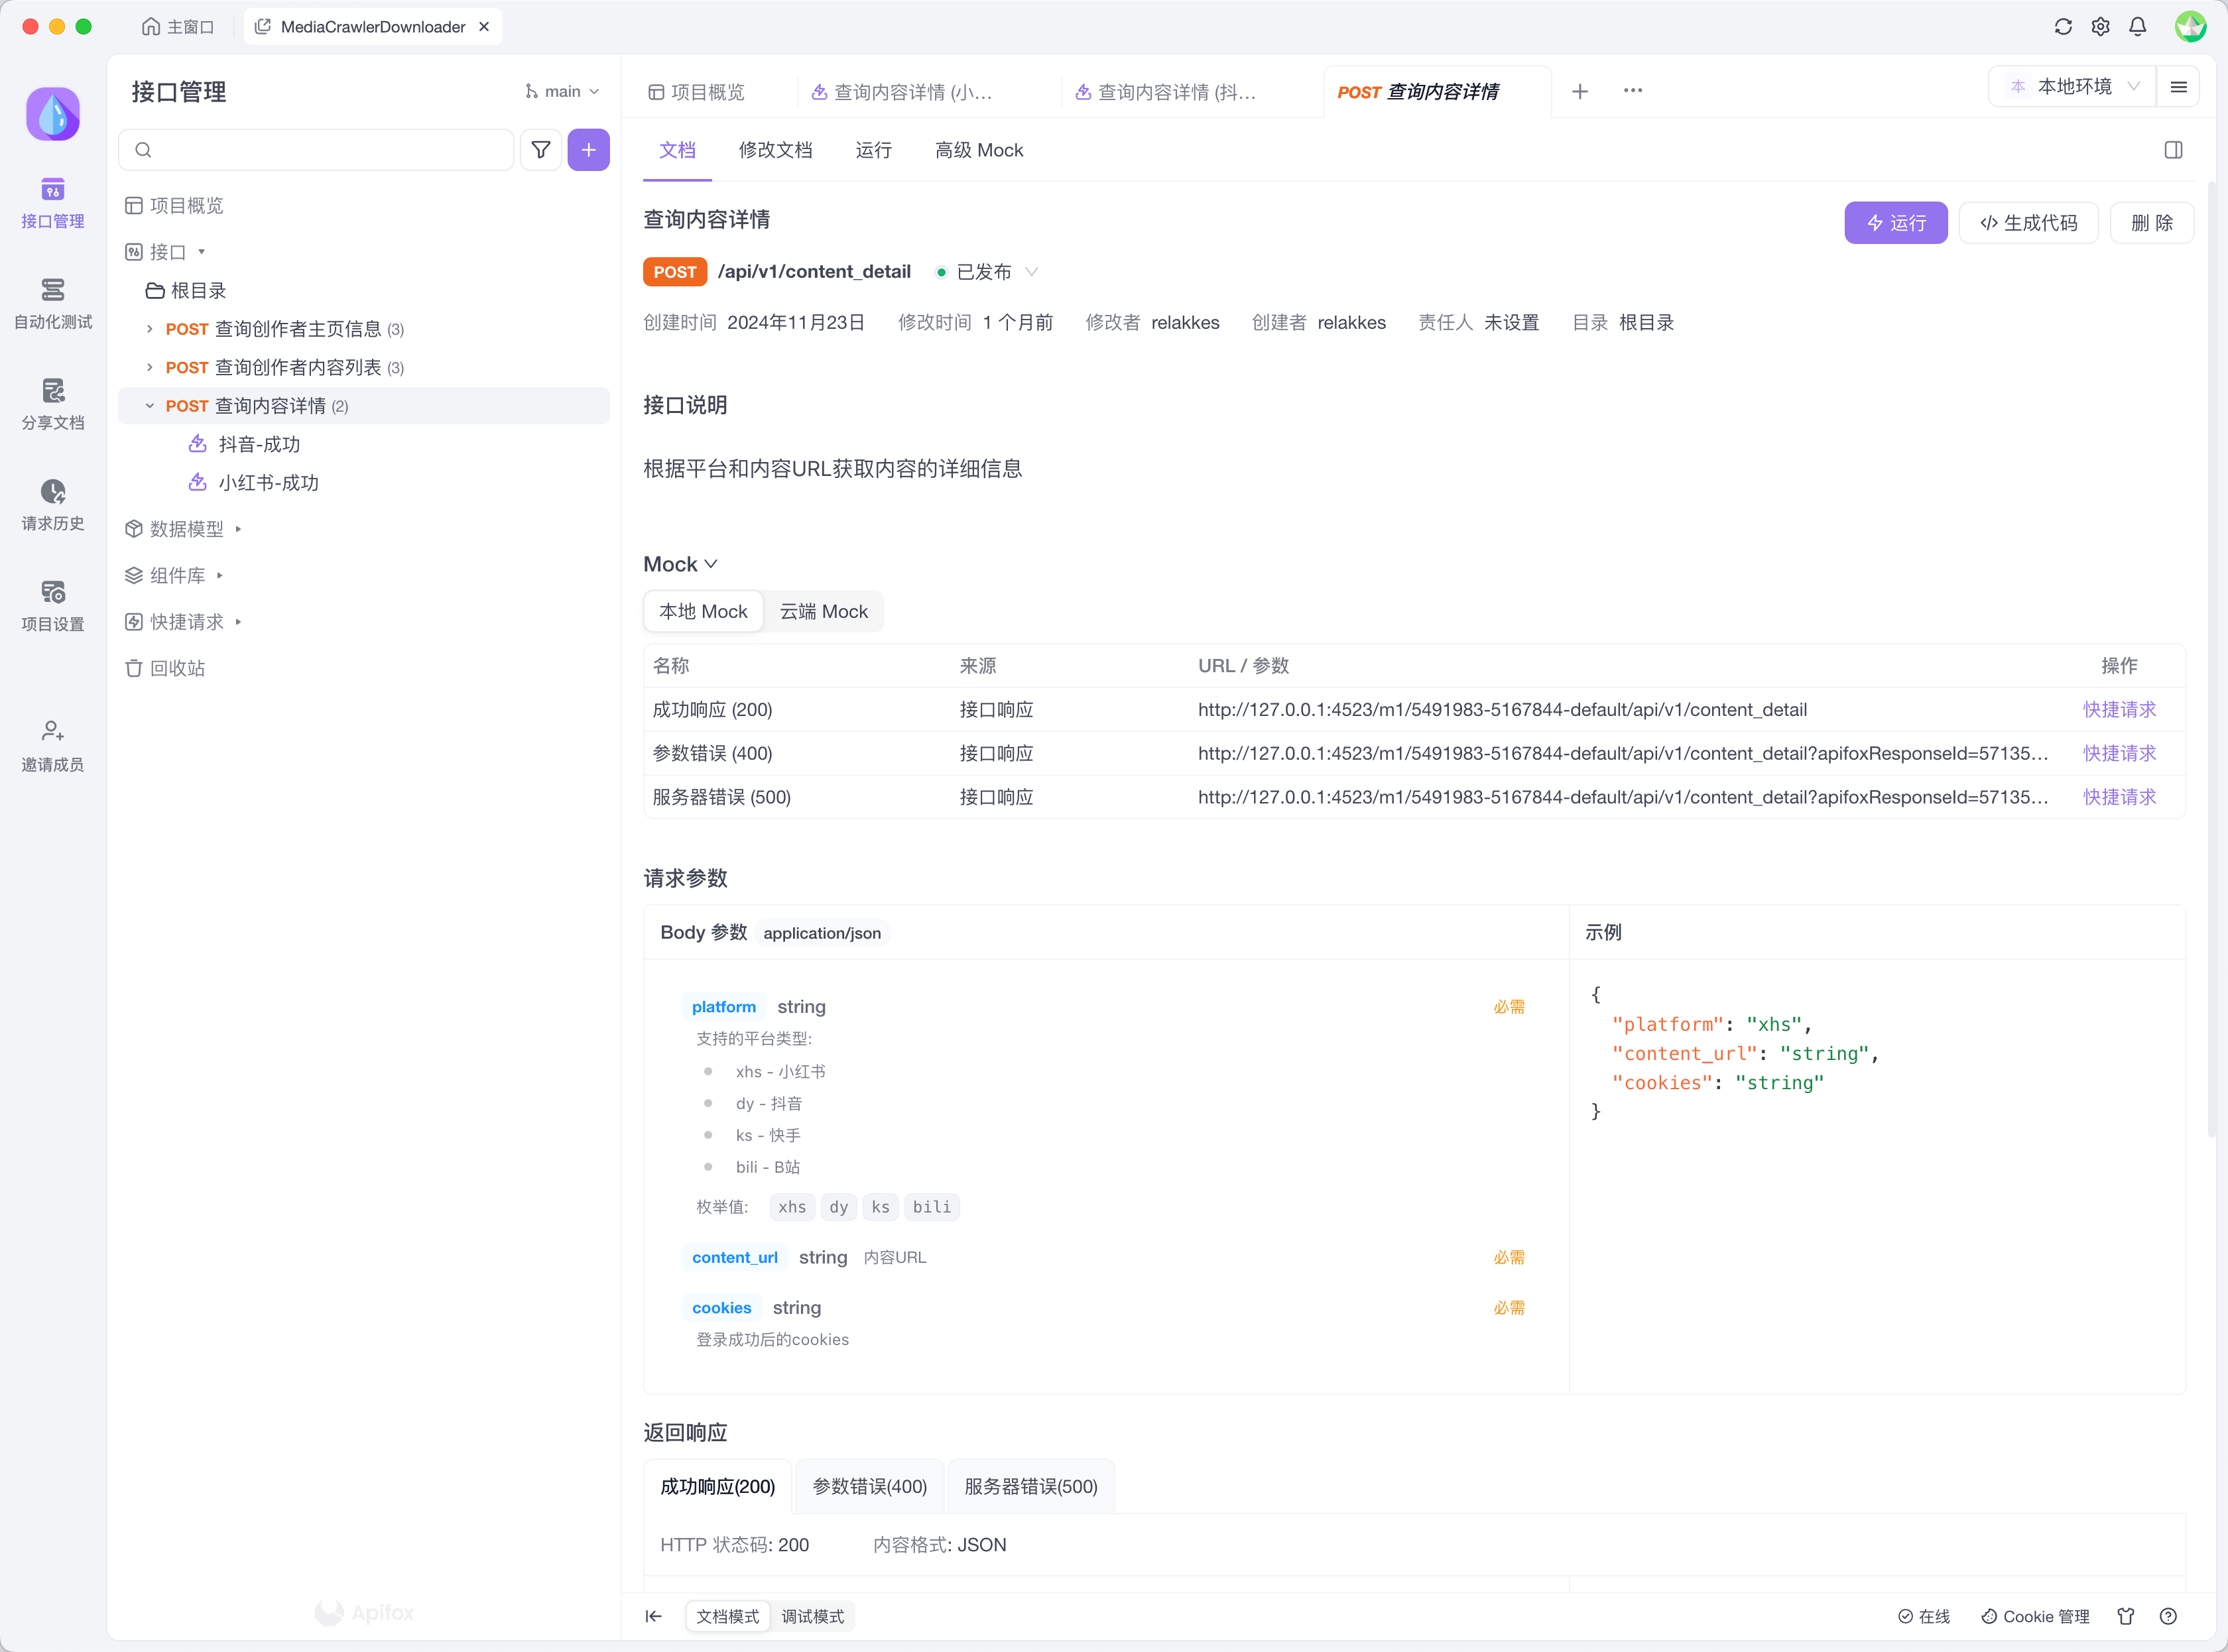 主窗口
MediaCrawlerDownloader
接口管理
main
项目概览
查询内容详情 (小...
查询内容详情 (抖...
POST 查询内容详情
本 本地环境
文档
修改文档
运行
高级 Mock
接口管理
自动化测试
分享文档
请求历史
项目设置
邀请成员
项目概览
接口
根目录
POST 查询创作者主页信息 (3)
POST 查询创作者内容列表 (3)
POST 查询内容详情 (2)
抖音-成功
小红书-成功
数据模型
组件库
快捷请求
回收站
Apifox
查询内容详情
运行
生成代码
删 除
POST /api/v1/content_detail 已发布
创建时间 2024年11月23日 修改时间 1 个月前 修改者 relakkes 创建者 relakkes 责任人 未设置 目录 根目录
接口说明
根据平台和内容URL获取内容的详细信息
Mock
本地 Mock 云端 Mock
名称 来源 URL / 参数 操作
成功响应 (200) 接口响应 http://127.0.0.1:4523/m1/5491983-5167844-default/api/v1/content_detail 快捷请求
参数错误 (400) 接口响应 http://127.0.0.1:4523/m1/5491983-5167844-default/api/v1/content_detail?apifoxResponseId=57135... 快捷请求
服务器错误 (500) 接口响应 http://127.0.0.1:4523/m1/5491983-5167844-default/api/v1/content_detail?apifoxResponseId=57135... 快捷请求
请求参数
Body 参数 application/json
platform string 必需
支持的平台类型:
xhs - 小红书
dy - 抖音
ks - 快手
bili - B站
枚举值: xhs dy ks bili
content_url string 内容URL 必需
cookies string 必需
登录成功后的cookies
示例
{
"platform": "xhs",
"content_url": "string",
"cookies": "string"
}
返回响应
成功响应(200) 参数错误(400) 服务器错误(500)
HTTP 状态码: 200 内容格式: JSON
文档模式 调试模式
在线 Cookie 管理